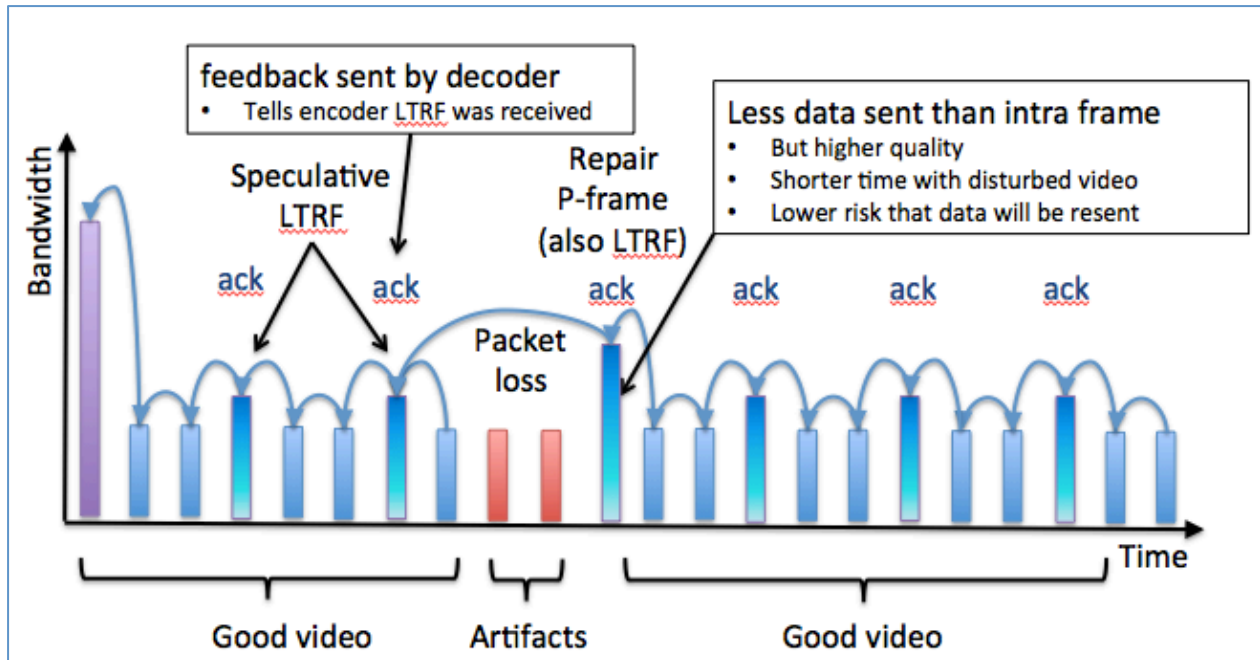 feedback sent by decoder
• Tells encoder LTRF was received
Less data sent than intra frame
• But higher quality
• Shorter time with disturbed video
• Lower risk that data will be resent
Bandwidth
Speculative
LTRF
Repair
P-frame
(also LTRF)
ack
ack
ack
ack
ack
ack
Packet
loss
Time
Good video
Artifacts
Good video